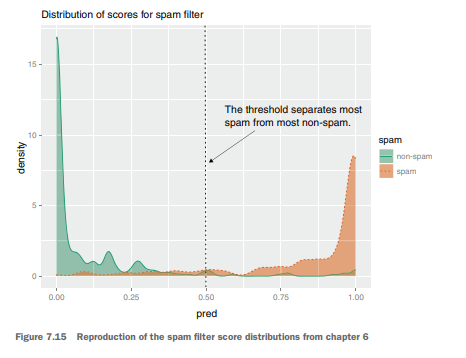 Distribution of scores for spam filter
15
10
5
0
density
The threshold separates most
spam from most non-spam.
spam
non-spam
spam
0.00 0.25 0.50 0.75 1.00
pred
Figure 7.15 Reproduction of the spam filter score distributions from chapter 6